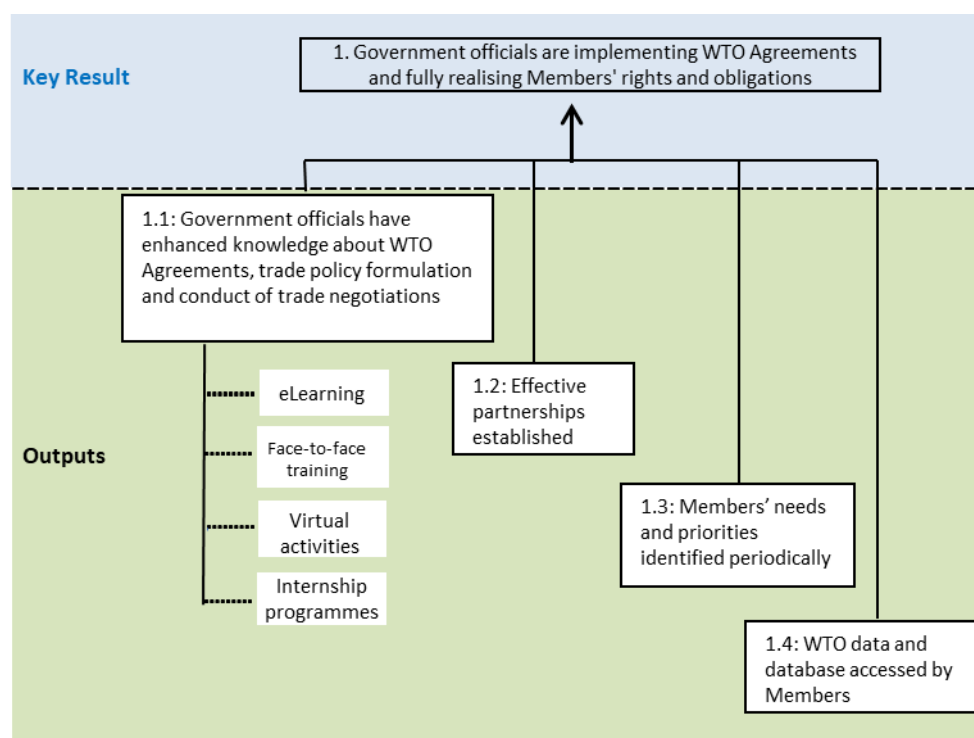 Key Result
1. Government officials are implementing WTO Agreements
and fully realising Members' rights and obligations
1.1: Government officials have
enhanced knowledge about WTO
Agreements, trade policy formulation
and conduct of trade negotiations
eLearning
Face-to-face
training
Virtual
activities
Internship
programmes
Outputs
1.2: Effective
partnerships
established
1.3: Members’ needs
and priorities
identified periodically
1.4: WTO data and
database accessed by
Members